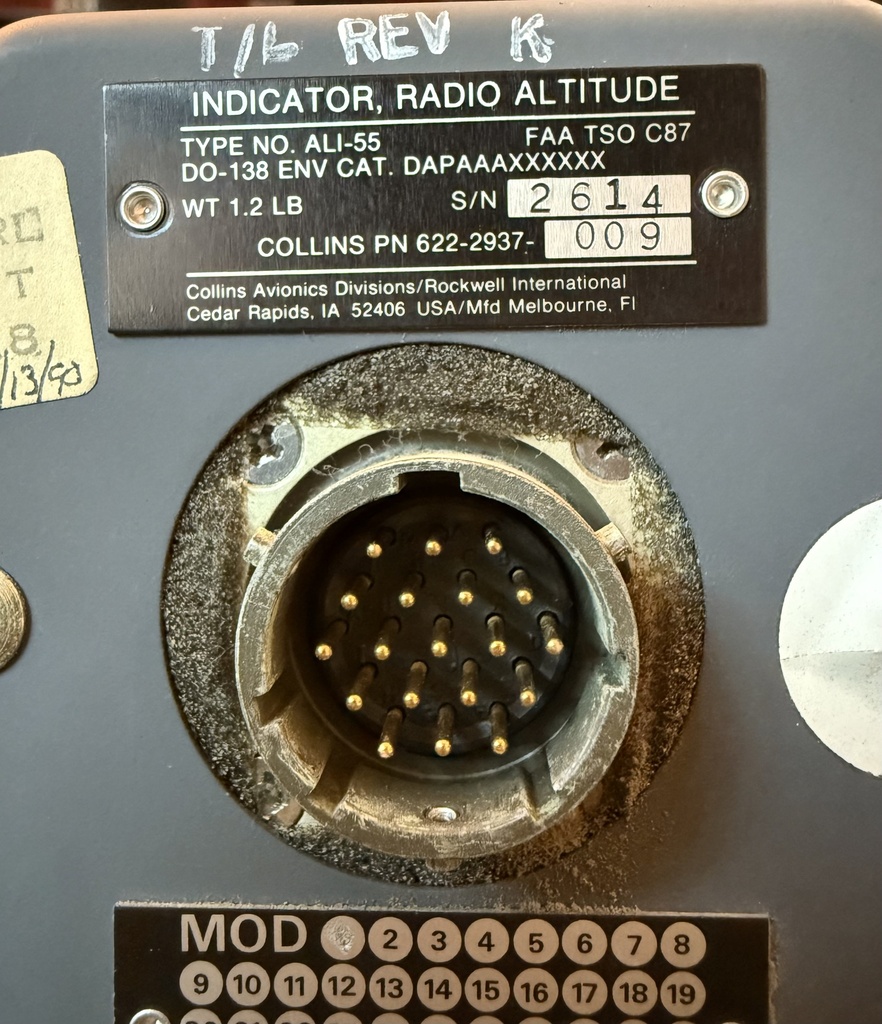 T/L REV K
INDICATOR, RADIO ALTITUDE
TYPE NO. ALI-55 FAA TSO C87
DO-138 ENV CAT. DAPAAAXXXXXX
WT 1.2 LB S/N 2614
COLLINS PN 622-2937-009
Collins Avionics Divisions/Rockwell International
Cedar Rapids, IA 52406 USA/Mfd Melbourne, Fl
T
8
/13/90
MOD 2 3 4 5 6 7 8
9 10 11 12 13 14 15 16 17 18 19